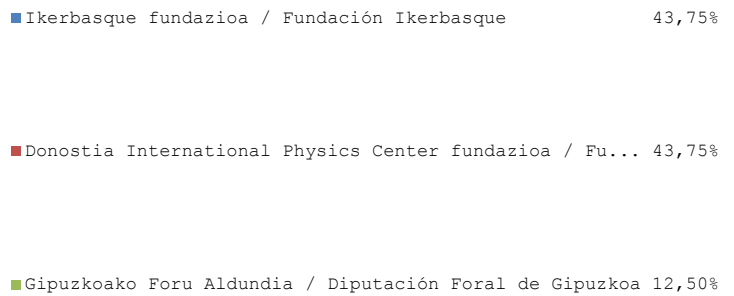 Ikerbasque fundazioa / Fundación Ikerbasque 43,75%
Donostia International Physics Center fundazioa / Fu... 43,75%
Gipuzkoako Foru Aldundia / Diputación Foral de Gipuzkoa 12,50%